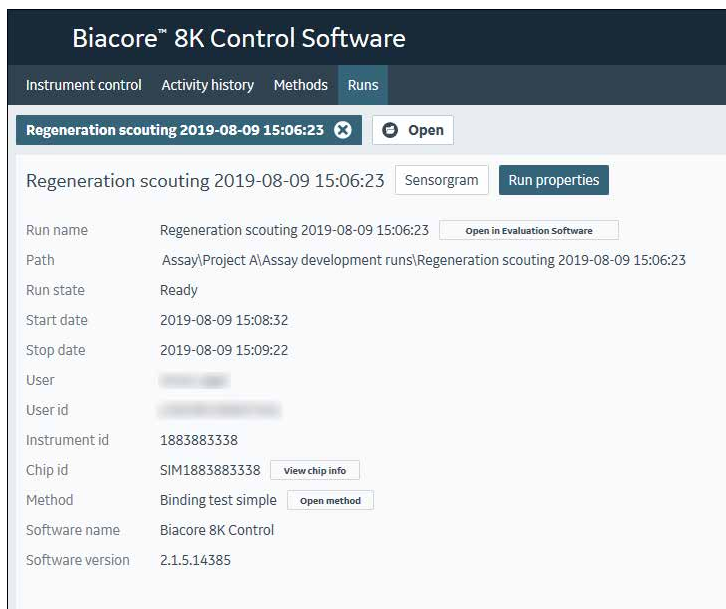 Biacore™ 8K Control Software
Instrument control Activity history Methods Runs
Regeneration scouting 2019-08-09 15:06:23 Open
Regeneration scouting 2019-08-09 15:06:23 Sensorgram Run properties
Run name Regeneration scouting 2019-08-09 15:06:23 Open in Evaluation Software
Path Assay\Project A\Assay development runs\Regeneration scouting 2019-08-09 15:06:23
Run state Ready
Start date 2019-08-09 15:08:32
Stop date 2019-08-09 15:09:22
User
User id
Instrument id 1883883338
Chip id SIM1883883338 View chip info
Method Binding test simple Open method
Software name Biacore 8K Control
Software version 2.1.5.14385